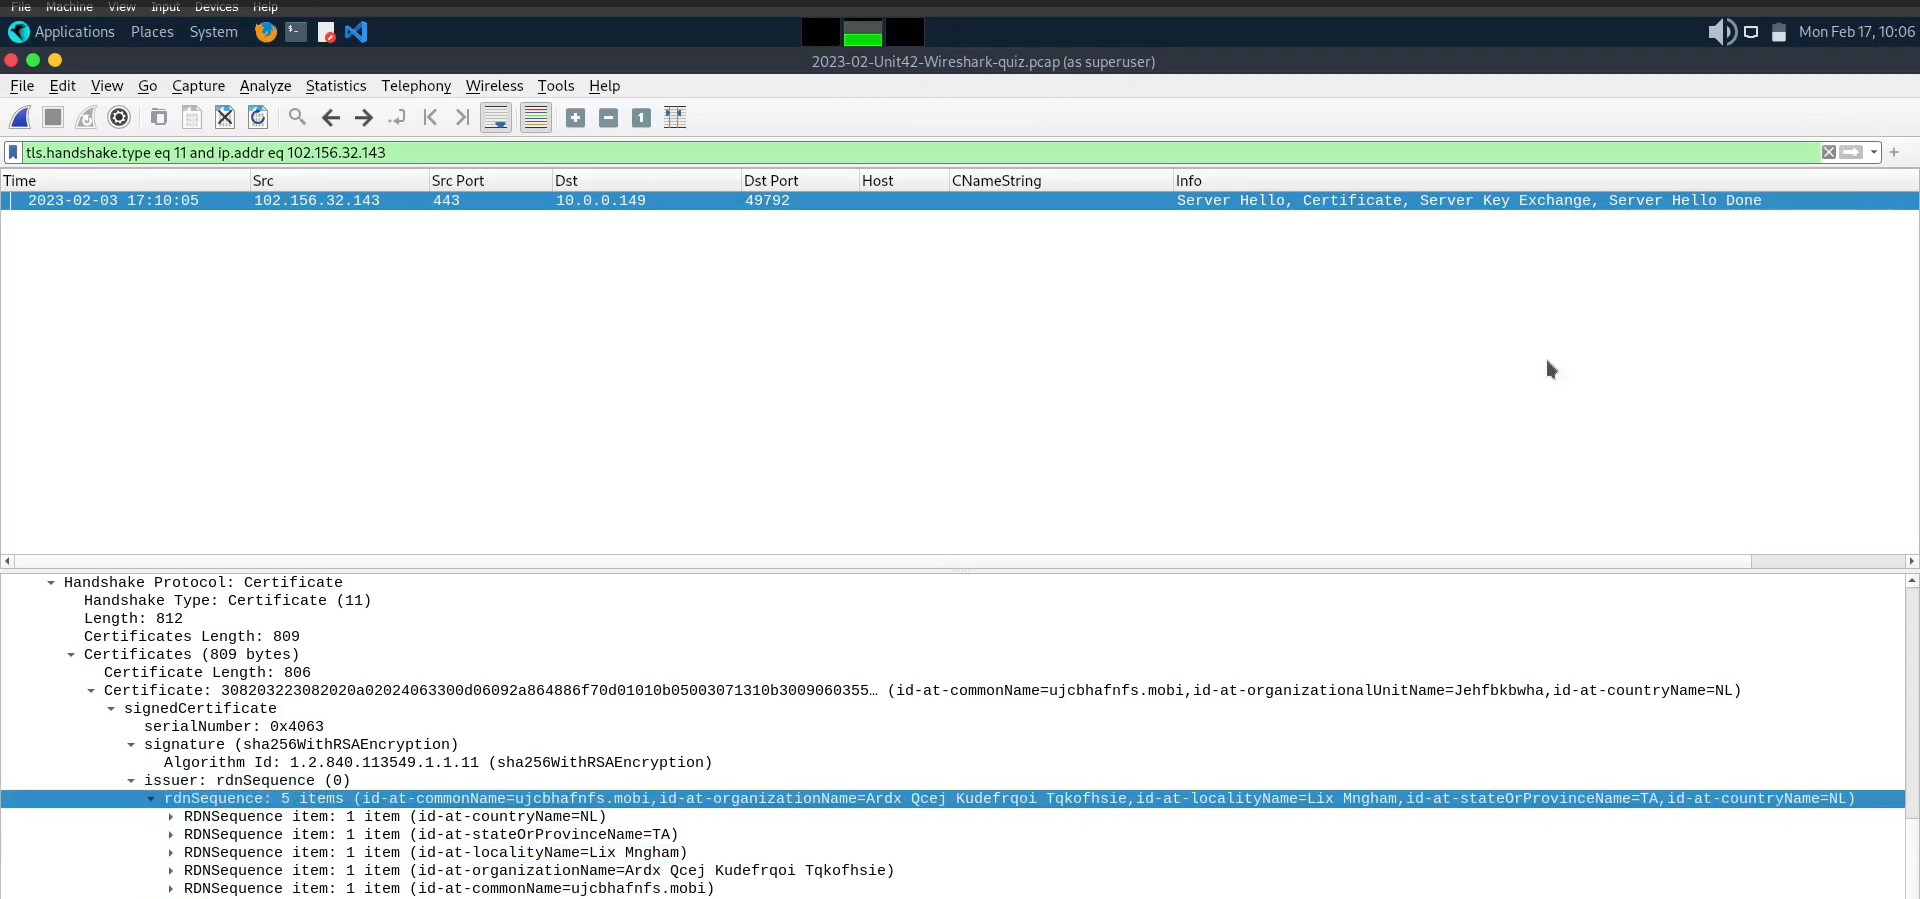 File Machine View Input Devices Help
Applications Places System Mon Feb 17, 10:06
2023-02-Unit42-Wireshark-quiz.pcap (as superuser)
File Edit View Go Capture Analyze Statistics Telephony Wireless Tools Help
tls.handshake.type eq 11 and ip.addr eq 102.156.32.143
Time Src Src Port Dst Dst Port Host CNameString Info
2023-02-03 17:10:05 102.156.32.143 443 10.0.0.149 49792 Server Hello, Certificate, Server Key Exchange, Server Hello Done
Handshake Protocol: Certificate
Handshake Type: Certificate (11)
Length: 812
Certificates Length: 809
Certificates (809 bytes)
Certificate Length: 806
Certificate: 308203223082020a02024063300d06092a864886f70d01010b05003071310b3009060355… (id-at-commonName=ujcbhafnfs.mobi,id-at-organizationalUnitName=Jehfbkbwha,id-at-countryName=NL)
signedCertificate
serialNumber: 0x4063
signature (sha256WithRSAEncryption)
Algorithm Id: 1.2.840.113549.1.1.11 (sha256WithRSAEncryption)
issuer: rdnSequence (0)
rdnSequence: 5 items (id-at-commonName=ujcbhafnfs.mobi,id-at-organizationName=Ardx Qcej Kudefrqoi Tqkofhsie,id-at-localityName=Lix Mngham,id-at-stateOrProvinceName=TA,id-at-countryName=NL)
RDNSequence item: 1 item (id-at-countryName=NL)
RDNSequence item: 1 item (id-at-stateOrProvinceName=TA)
RDNSequence item: 1 item (id-at-localityName=Lix Mngham)
RDNSequence item: 1 item (id-at-organizationName=Ardx Qcej Kudefrqoi Tqkofhsie)
RDNSequence item: 1 item (id-at-commonName=ujcbhafnfs.mobi)